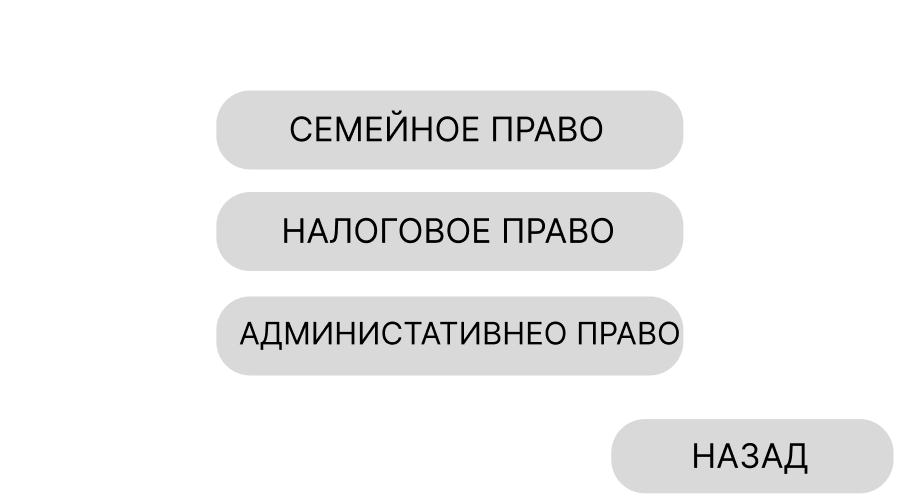 СЕМЕЙНОЕ ПРАВО
НАЛОГОВОЕ ПРАВО
АДМИНИСТАТИВНЕО ПРАВО
НАЗАД